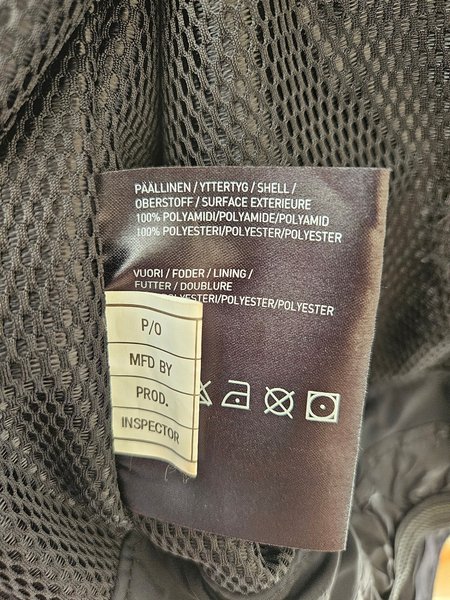 PÄÄLLINEN / YTTERTYG / SHELL /
OBERSTOFF / SURFACE EXTERIEURE
100% POLYAMIDI/POLYAMIDE/POLYAMID
100% POLYESTERI/POLYESTER/POLYESTER
VUORI / FODER / LINING /
FUTTER / DOUBLURE
POLYESTERI/POLYESTER/POLYESTER
P/O
MFD BY
PROD.
INSPECTOR